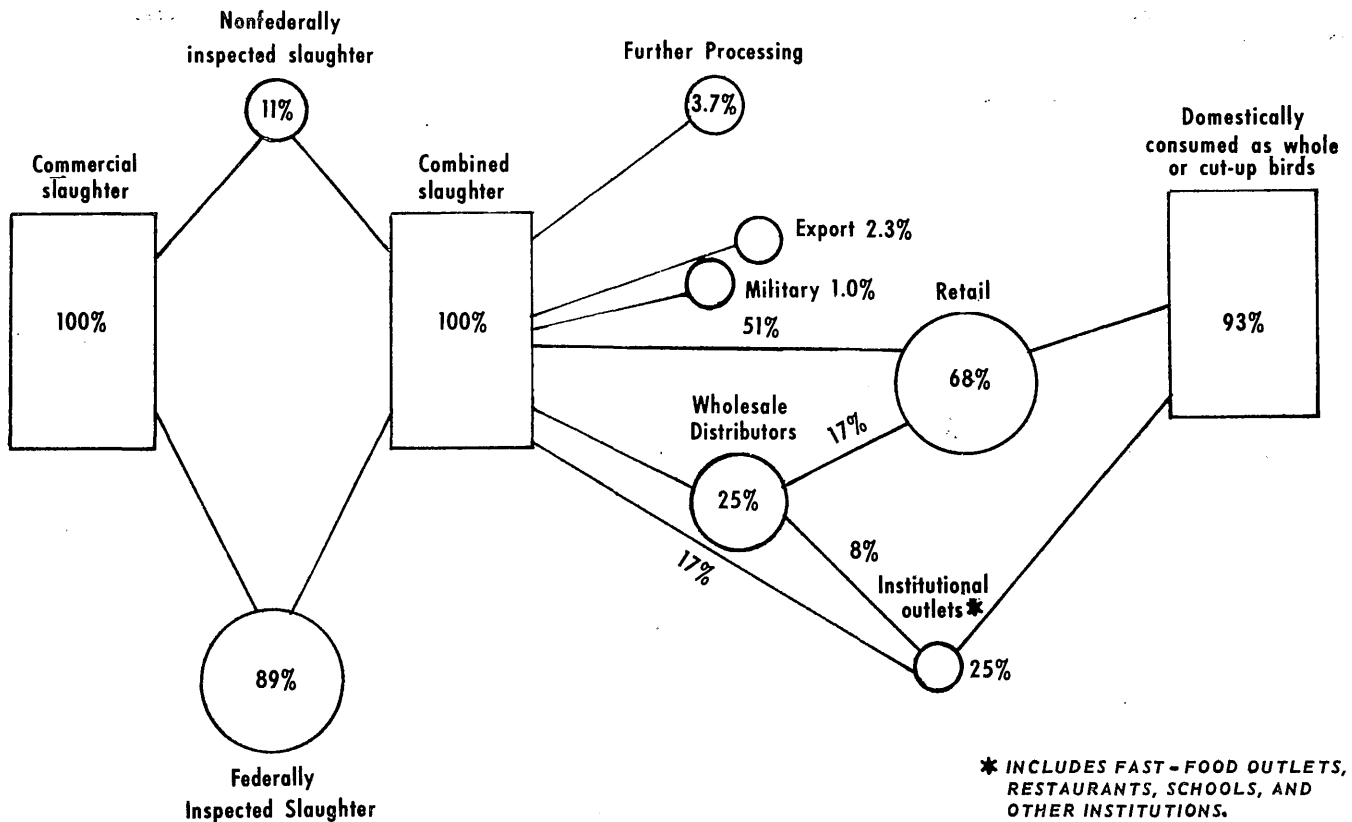 Nonfederally
inspected slaughter
11%
Commercial
slaughter
100%
89%
Federally
Inspected Slaughter
Combined
slaughter
100%
Further Processing
3.7%
Export 2.3%
Military 1.0%
51%
Retail
68%
Wholesale
Distributors
25%
17%
17%
8%
Institutional
outlets*
25%
Domestically
consumed as whole
or cut-up birds
93%
* INCLUDES FAST-FOOD OUTLETS,
RESTAURANTS, SCHOOLS, AND
OTHER INSTITUTIONS.